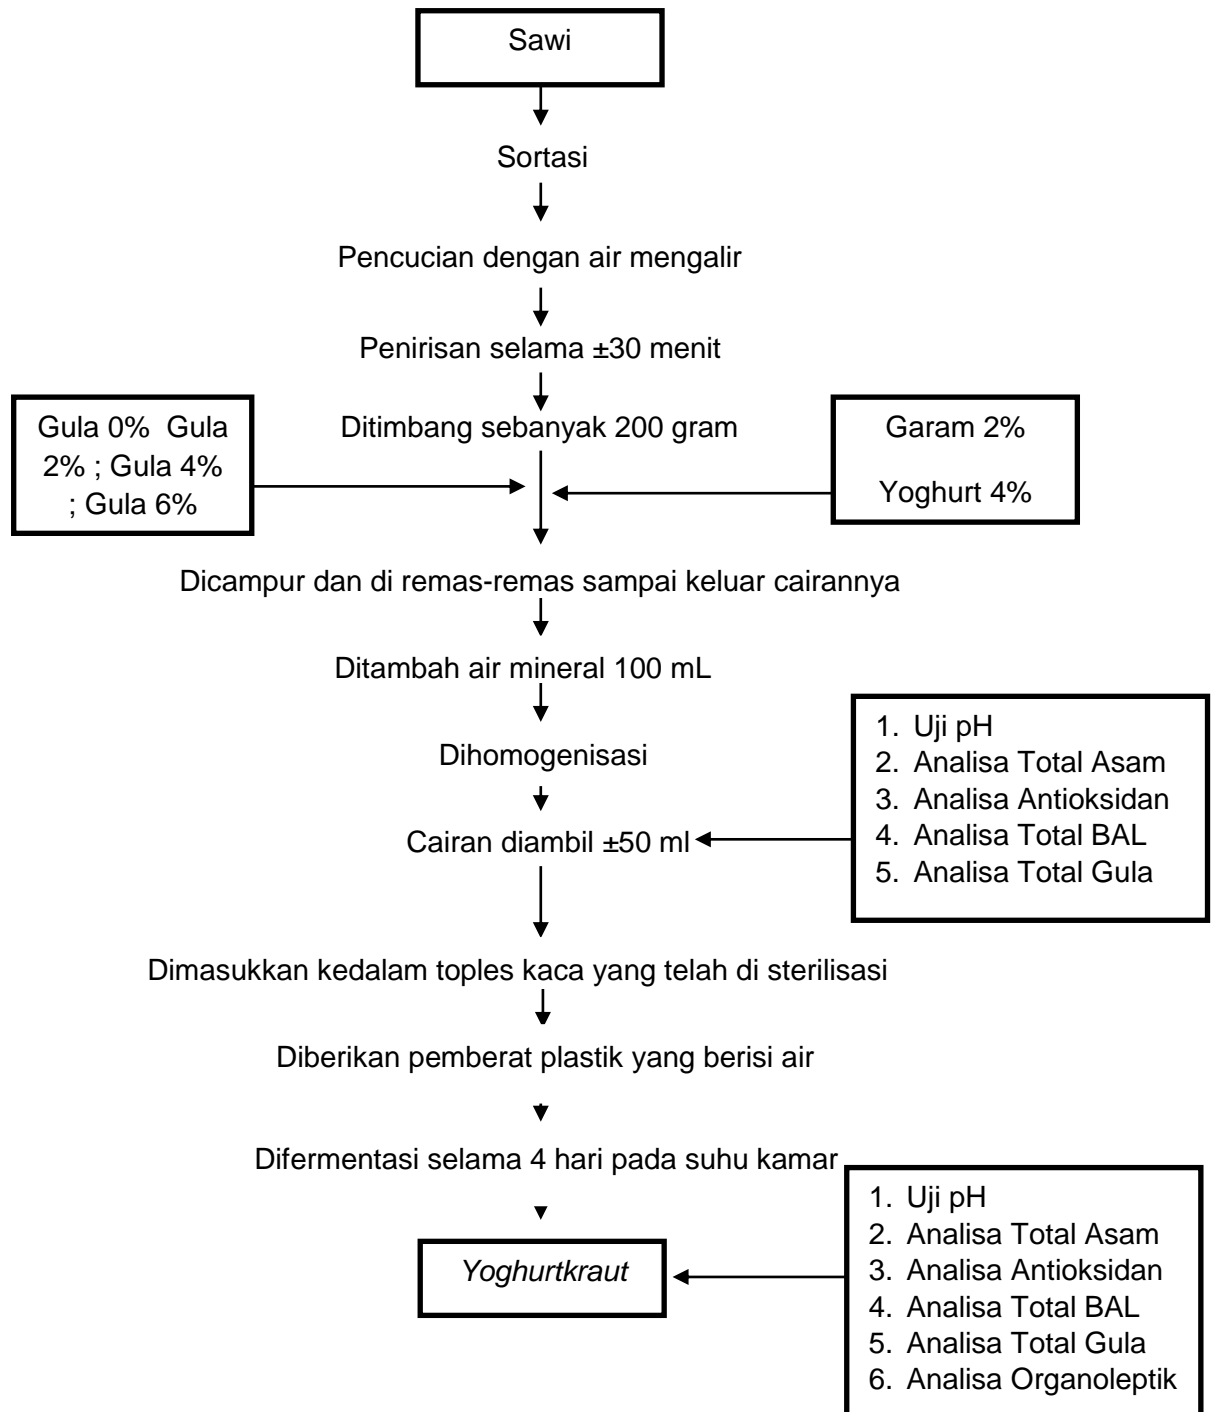 Sawi
Sortasi
Pencucian dengan air mengalir
Penirisan selama ±30 menit
Gula 0%  Gula
2% ; Gula 4%
; Gula 6%
Ditimbang sebanyak 200 gram
Garam 2%
Yoghurt 4%
Dicampur dan di remas-remas sampai keluar cairannya
Ditambah air mineral 100 mL
Dihomogenisasi
Cairan diambil ±50 ml
1. Uji pH
2. Analisa Total Asam
3. Analisa Antioksidan
4. Analisa Total BAL
5. Analisa Total Gula
Dimasukkan kedalam toples kaca yang telah di sterilisasi
Diberikan pemberat plastik yang berisi air
Difermentasi selama 4 hari pada suhu kamar
Yoghurtkraut
1. Uji pH
2. Analisa Total Asam
3. Analisa Antioksidan
4. Analisa Total BAL
5. Analisa Total Gula
6. Analisa Organoleptik